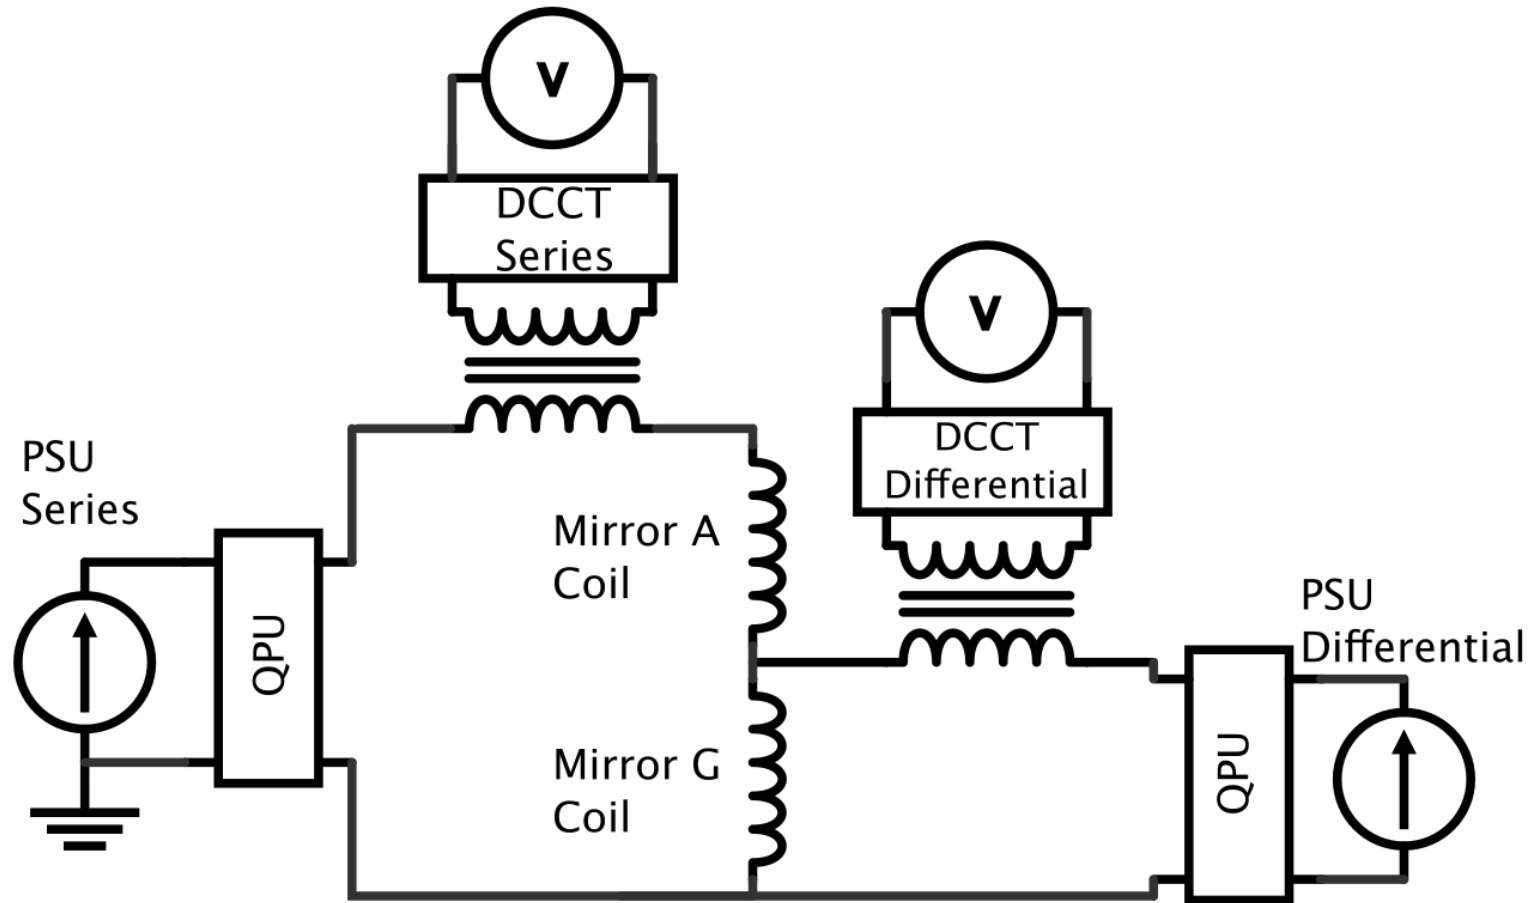 V
DCCT
Series
V
DCCT
Differential
PSU
Series
QPU
Mirror A
Coil
Mirror G
Coil
PSU
Differential
QPU